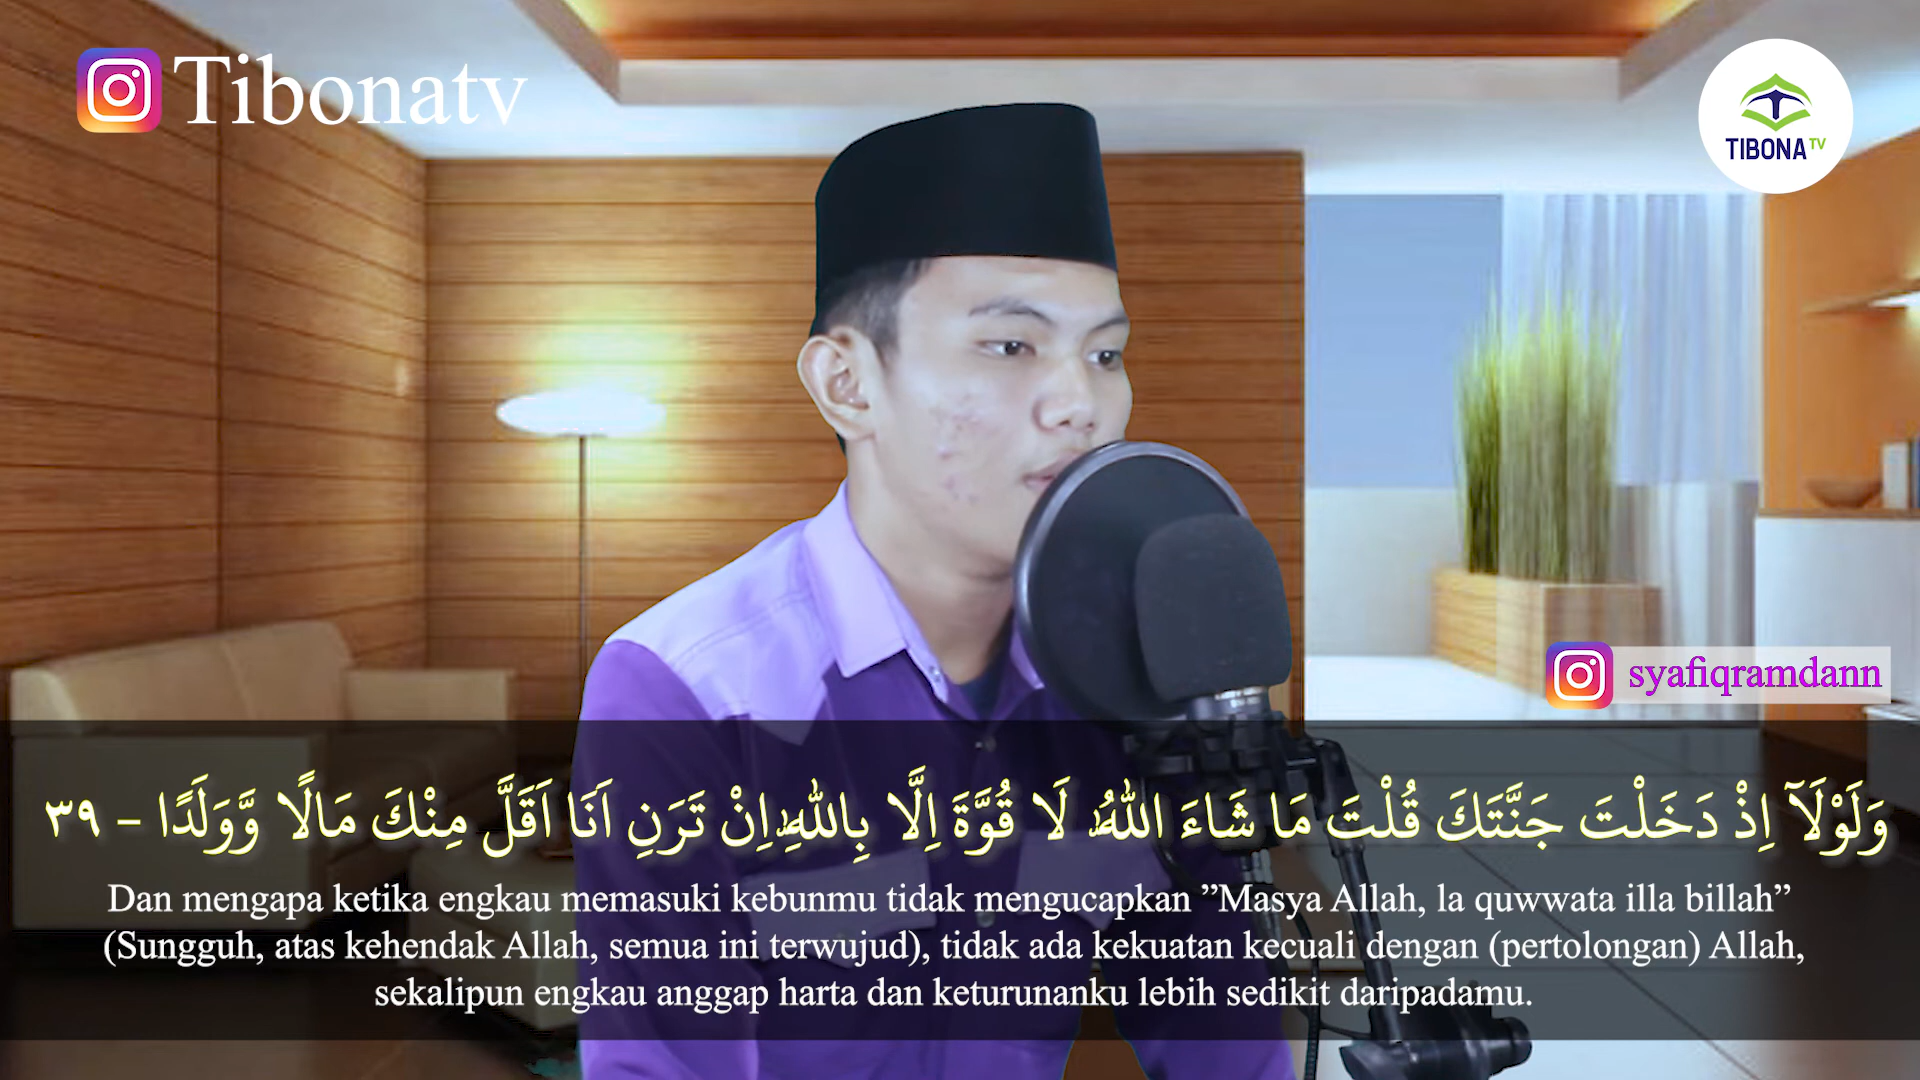 Tibonatv
TIBONA TV
syafiqramdann
وَلَوْلَآ اِذْ دَخَلْتَ جَنَّتَكَ قُلْتَ مَا شَاۤءَ اللّٰهُ ۙ لَا قُوَّةَ اِلَّا بِاللّٰهِ ۚاِنْ تَرَنِ اَنَا۠ اَقَلَّ مِنْكَ مَالًا وَّوَلَدًا – ٣٩
Dan mengapa ketika engkau memasuki kebunmu tidak mengucapkan ”Masya Allah, la quwwata illa billah”
(Sungguh, atas kehendak Allah, semua ini terwujud), tidak ada kekuatan kecuali dengan (pertolongan) Allah,
sekalipun engkau anggap harta dan keturunanku lebih sedikit daripadamu.